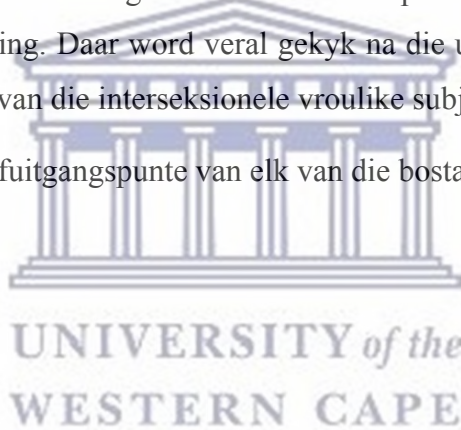 ing. Daar word veral gekyk na die u
van die interseksionele vroulike subj
fuitgangspunte van elk van die bosta
UNIVERSITY of the
WESTERN CAPE